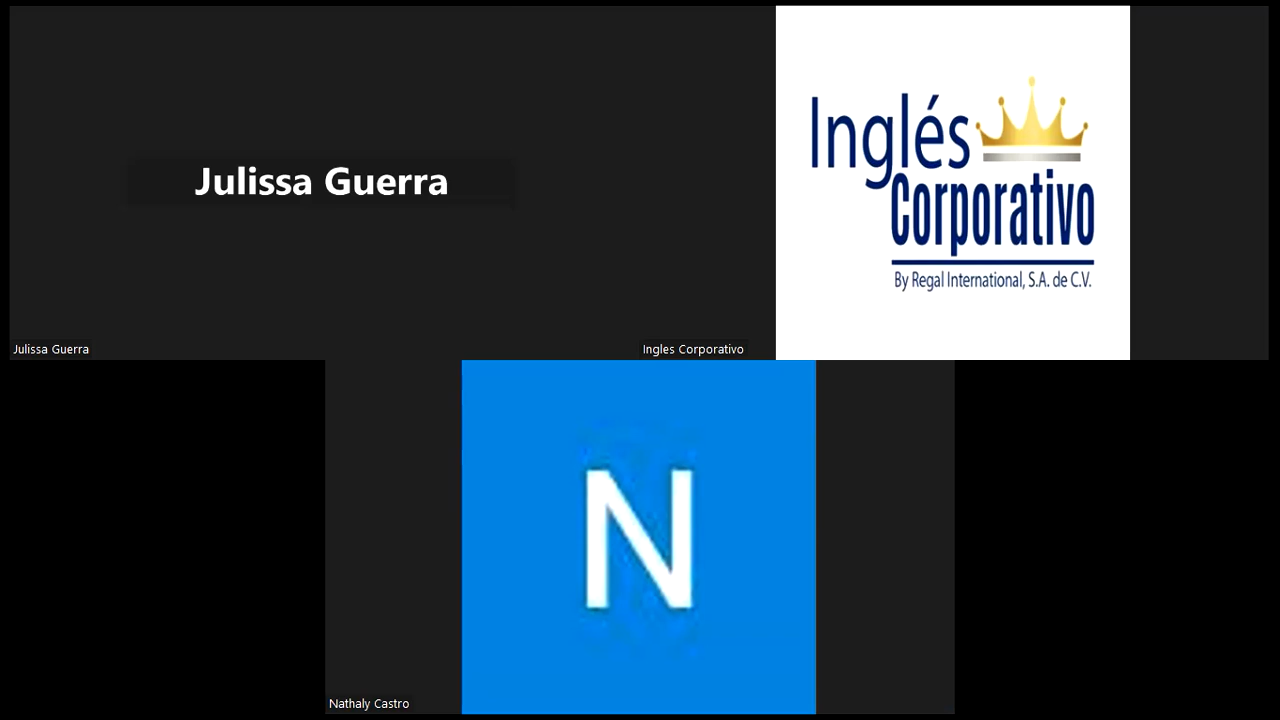 Julissa Guerra
Julissa Guerra
Inglés
Corporativo
By Regal International, S.A. de C.V.
Ingles Corporativo
N
Nathaly Castro